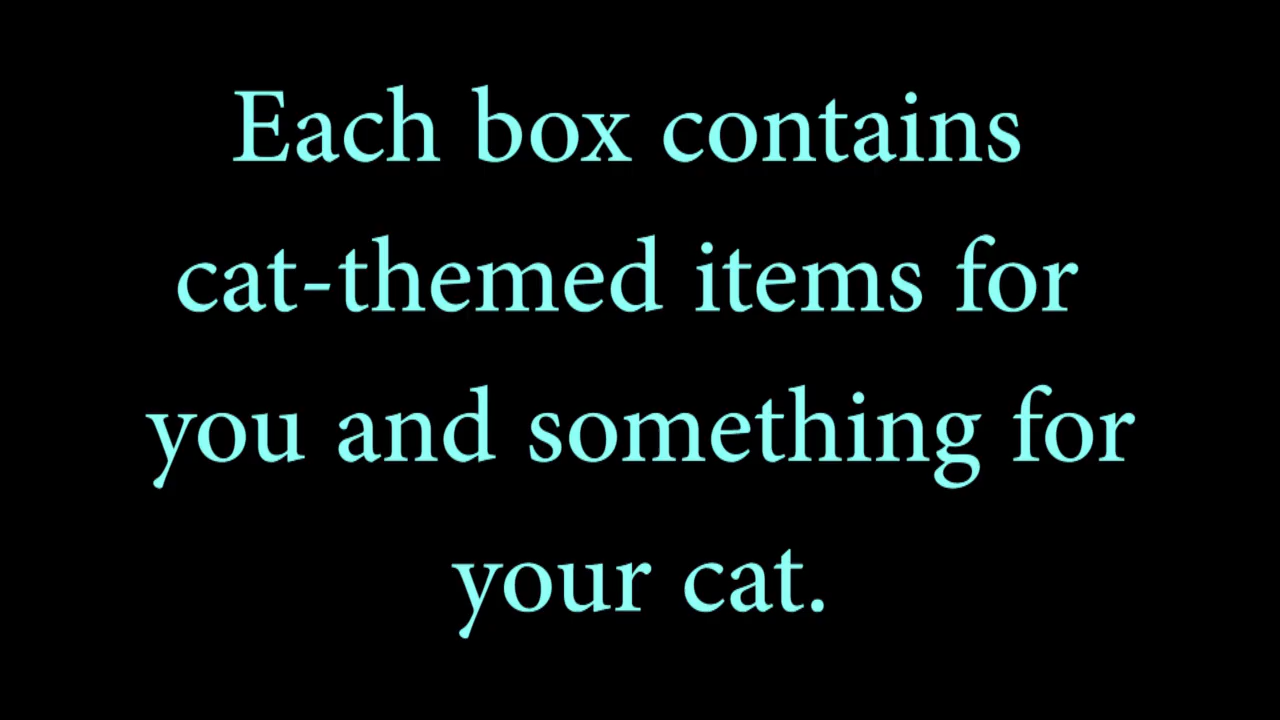 Each box contains
cat-themed items for
you and something for
your cat.